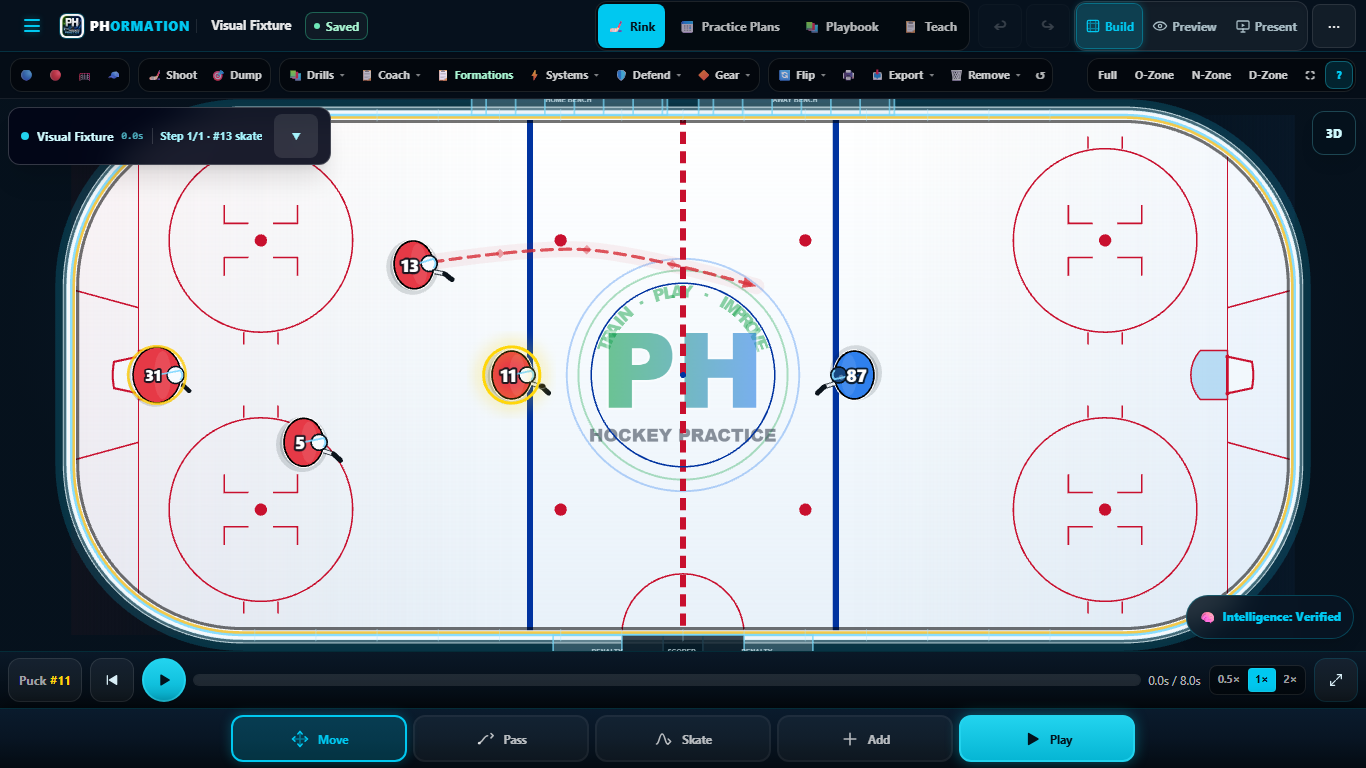 PHORMATION
Visual Fixture
Saved
Rink
Practice Plans
Playbook
Teach
Build
Preview
Present
Shoot
Dump
Drills
Coach
Formations
Systems
Defend
Gear
Flip
Export
Remove
Full
O-Zone
N-Zone
D-Zone
?
HOME BENCH
AWAY BENCH
Visual Fixture 0.0s Step 1/1 · #13 skate
3D
13
TRAIN · PLAY · IMPROVE
PH
HOCKEY PRACTICE
31
11
87
5
Intelligence: Verified
PENALTY
SCORER
PENALTY
Puck #11
0.0s / 8.0s
0.5×
1×
2×
Move
Pass
Skate
Add
Play